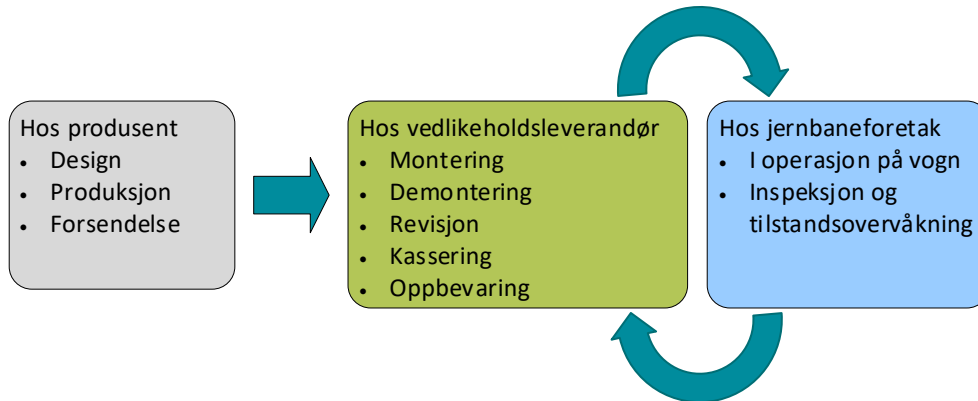 Hos produsent
• Design
• Produksjon
• Forsendelse
Hos vedlikeholdsleverandør
• Montering
• Demontering
• Revisjon
• Kassering
• Oppbevaring
Hos jernbaneforetak
• I operasjon på vogn
• Inspeksjon og
tilstandsovervåkning